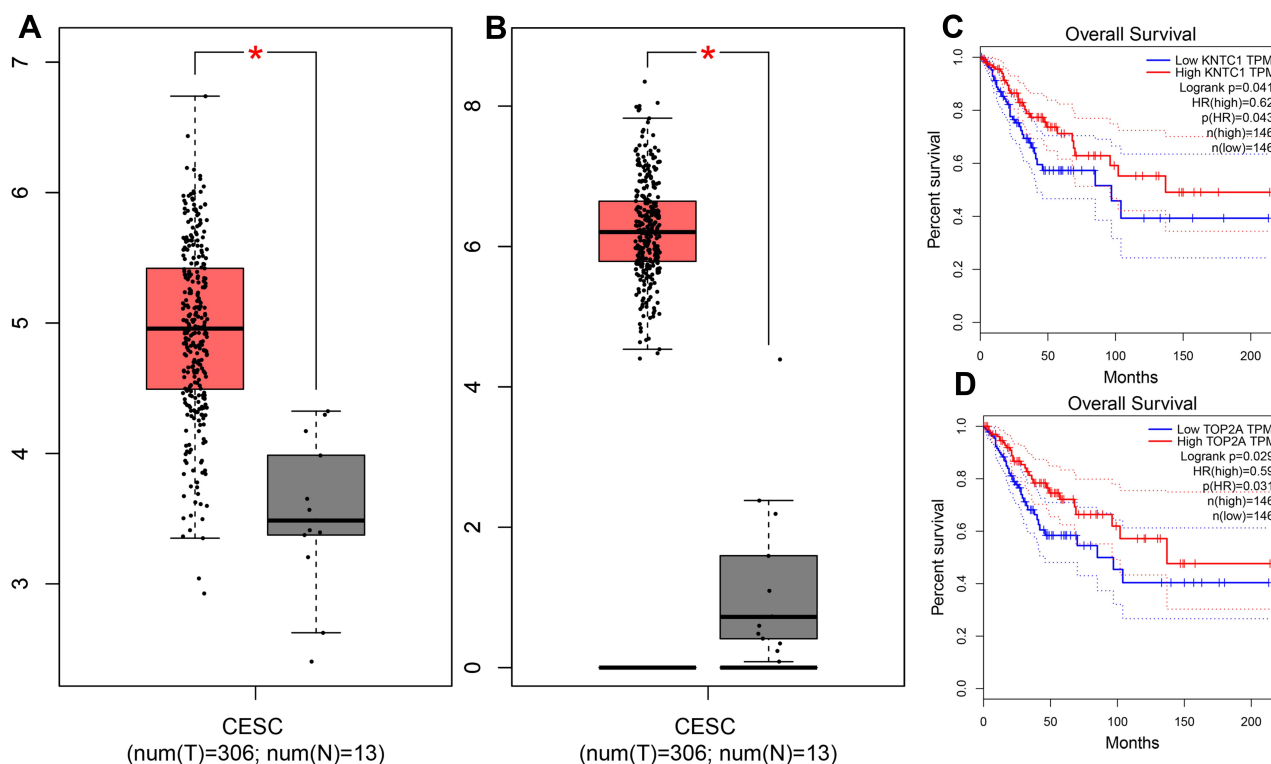 A
7
6
5
4
3
*
CESC
(num(T)=306; num(N)=13)
B
8
6
4
2
0
*
CESC
(num(T)=306; num(N)=13)
C
Overall Survival
Low KNTC1 TPM
High KNTC1 TPM
Logrank p=0.041
HR(high)=0.62
p(HR)=0.043
n(high)=146
n(low)=146
Percent survival
1.0
0.8
0.6
0.4
0.2
0.0
0 50 100 150 200
Months
D
Overall Survival
Low TOP2A TPM
High TOP2A TPM
Logrank p=0.029
HR(high)=0.59
p(HR)=0.031
n(high)=146
n(low)=146
Percent survival
1.0
0.8
0.6
0.4
0.2
0.0
0 50 100 150 200
Months